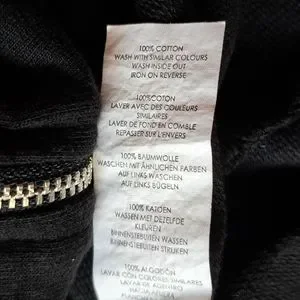 100% COTTON
WASH WITH SIMILAR COLOURS
WASH INSIDE OUT
IRON ON REVERSE
100%COTON
LAVER AVEC DES COULEURS
SIMILAIRES
LAVER DE FOND EN COMBLE
REPASSER SUR L'ENVERS
100% BAUMWOLLE
WASCHEN MIT ÄHNLICHEN FARBEN
AUF LINKS WASCHEN
AUF LINKS BÜGELN
100% KATOEN
WASSEN MET DEZELFDE
KLEUREN
BINNENSTEBUITEN WASSEN
BINNENSTEBUITEN STRIJKEN
100% ALGODÓN
LAVAR CON COLORES SIMILARES
LAVAR DE